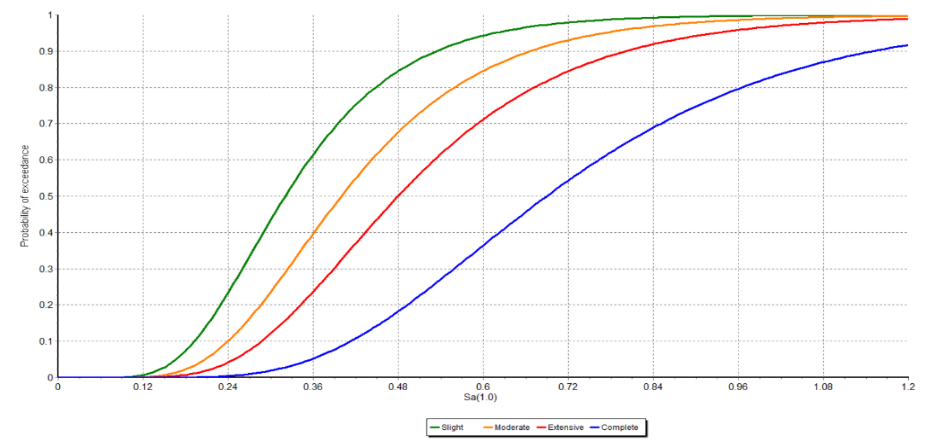 1
0.9
0.8
0.7
0.6
0.5
0.4
0.3
0.2
0.1
0
Probability of exceedance
0 0.12 0.24 0.36 0.48 0.6 0.72 0.84 0.96 1.08 1.2
Sa(1.0)
Slight Moderate Extensive Complete